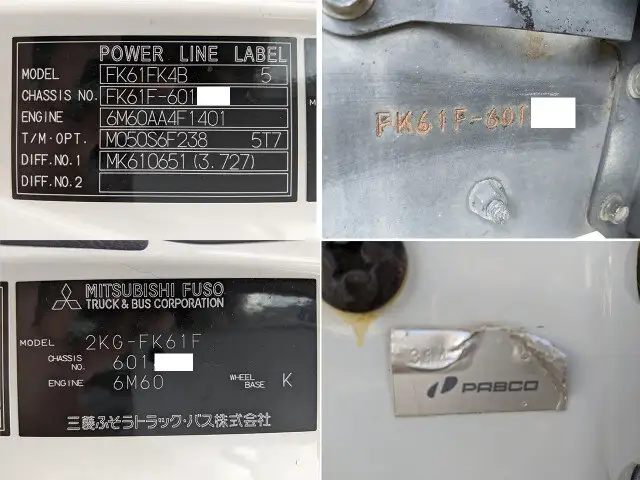 POWER LINE LABEL
MODEL FK61FK4B 5
CHASSIS NO. FK61F-601
ENGINE 6M60AA4F1401
T/M·OPT. M050S6F238 5T7
DIFF.NO.1 MK610651 (3.727)
DIFF.NO.2
FK61F-601
MITSUBISHI FUSO
TRUCK & BUS CORPORATION
MODEL 2KG-FK61F
CHASSIS NO. 601
ENGINE 6M60 WHEEL BASE K
三菱ふそうトラック・バス株式会社
PABCO